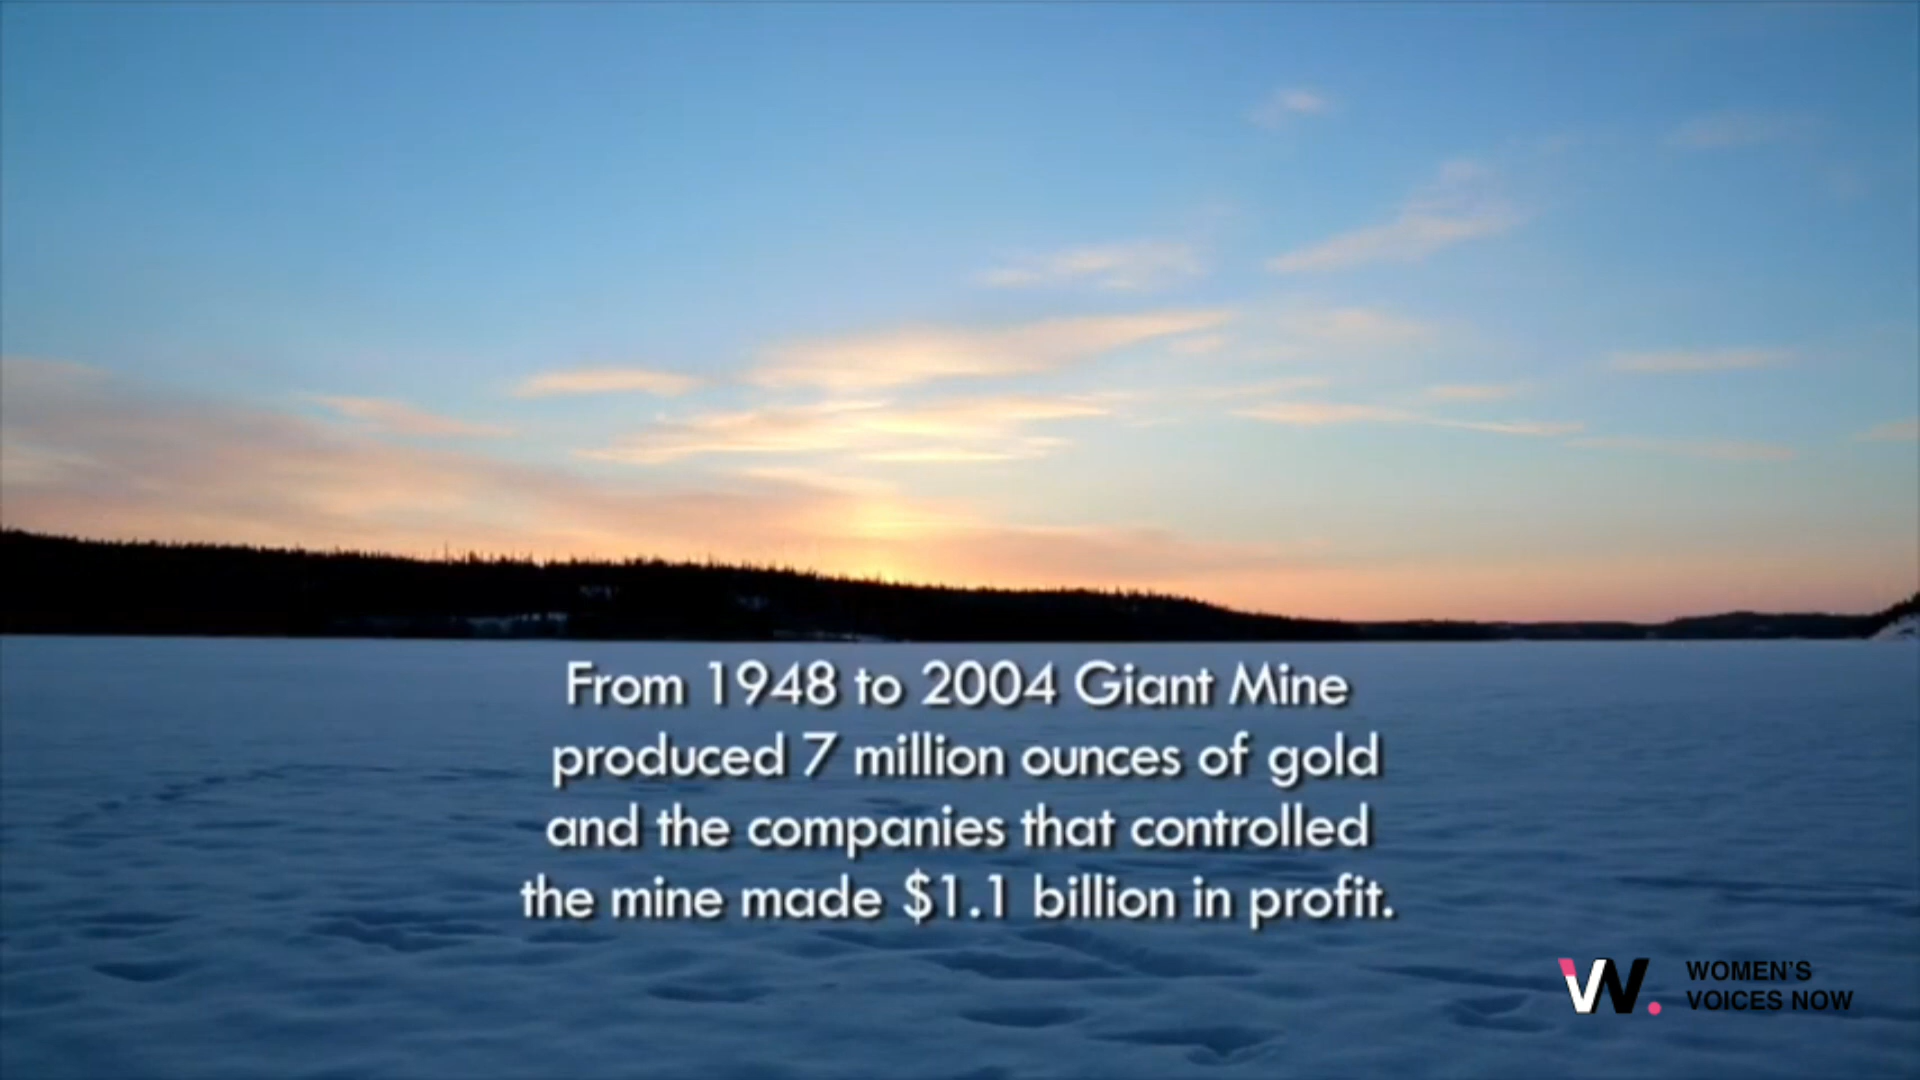 From 1948 to 2004 Giant Mine
produced 7 million ounces of gold
and the companies that controlled
the mine made $1.1 billion in profit.
W.
WOMEN'S
VOICES NOW